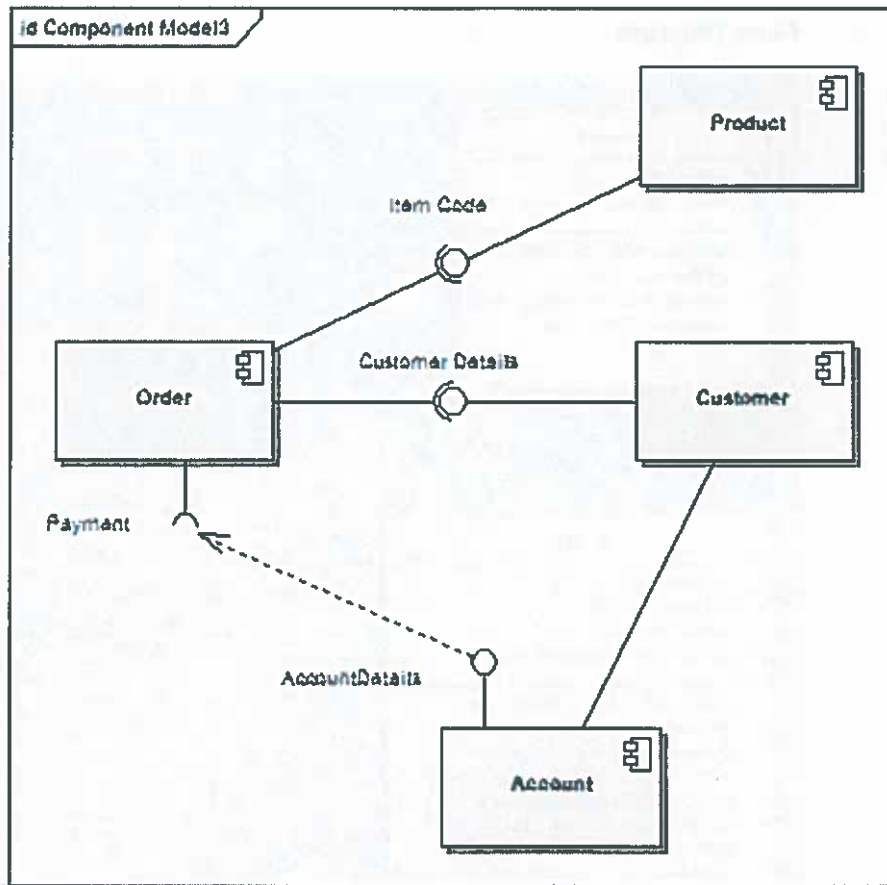 id Component Model3
Product
Item Code
Customer Details
Order
Customer
Payment
AccountDetails
Account